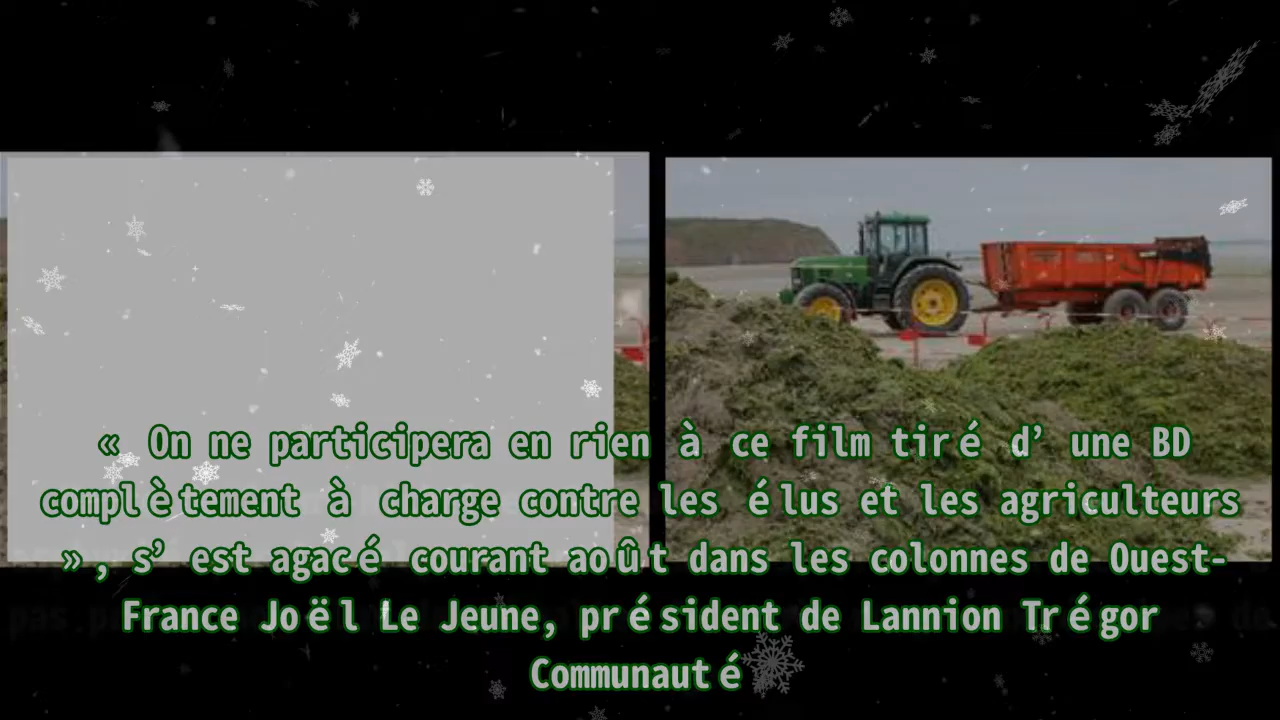 « On ne participera en rien à ce film tiré d’ une BD
complètement à charge contre les élus et les agriculteurs
», s’ est agacé courant août dans les colonnes de Ouest-
France Joël Le Jeune, président de Lannion Trégor
Communauté